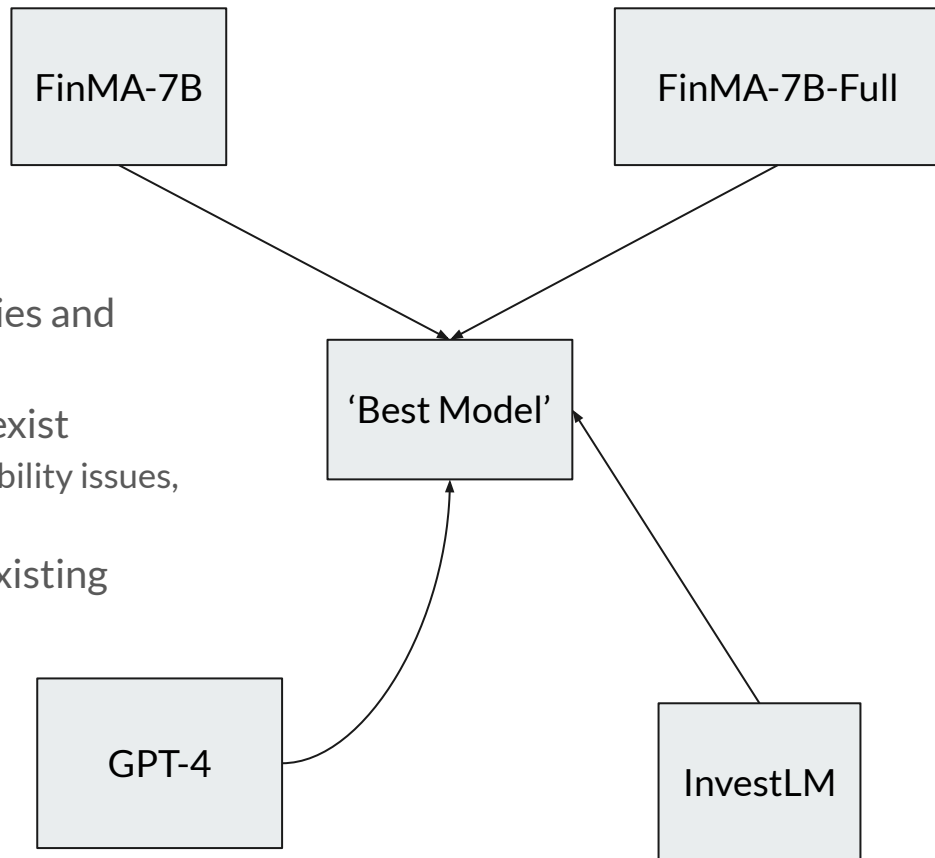 FinMA-7B
FinMA-7B-Full
ies and
‘Best Model’
exist
bility issues,
xisting
GPT-4
InvestLM